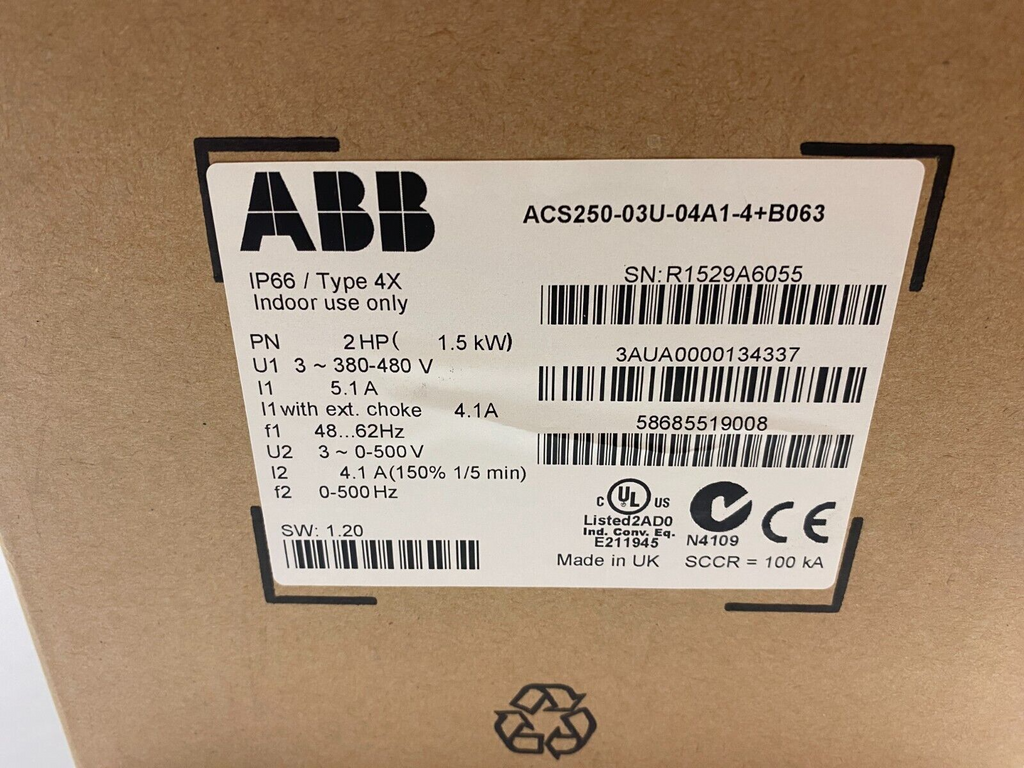 ABB
ACS250-03U-04A1-4+B063
IP66 / Type 4X
Indoor use only
SN:R1529A6055
PN 2 HP( 1.5 kW)
U1 3 ~ 380-480 V
I1 5.1 A
I1 with ext. choke 4.1A
f1 48...62Hz
U2 3 ~ 0-500 V
I2 4.1 A(150% 1/5 min)
f2 0-500 Hz
3AUA0000134337
58685519008
SW: 1.20
C UL US
Listed2AD0
Ind. Conv. Eq.
E211945
N4109
CE
Made in UK
SCCR = 100 kA